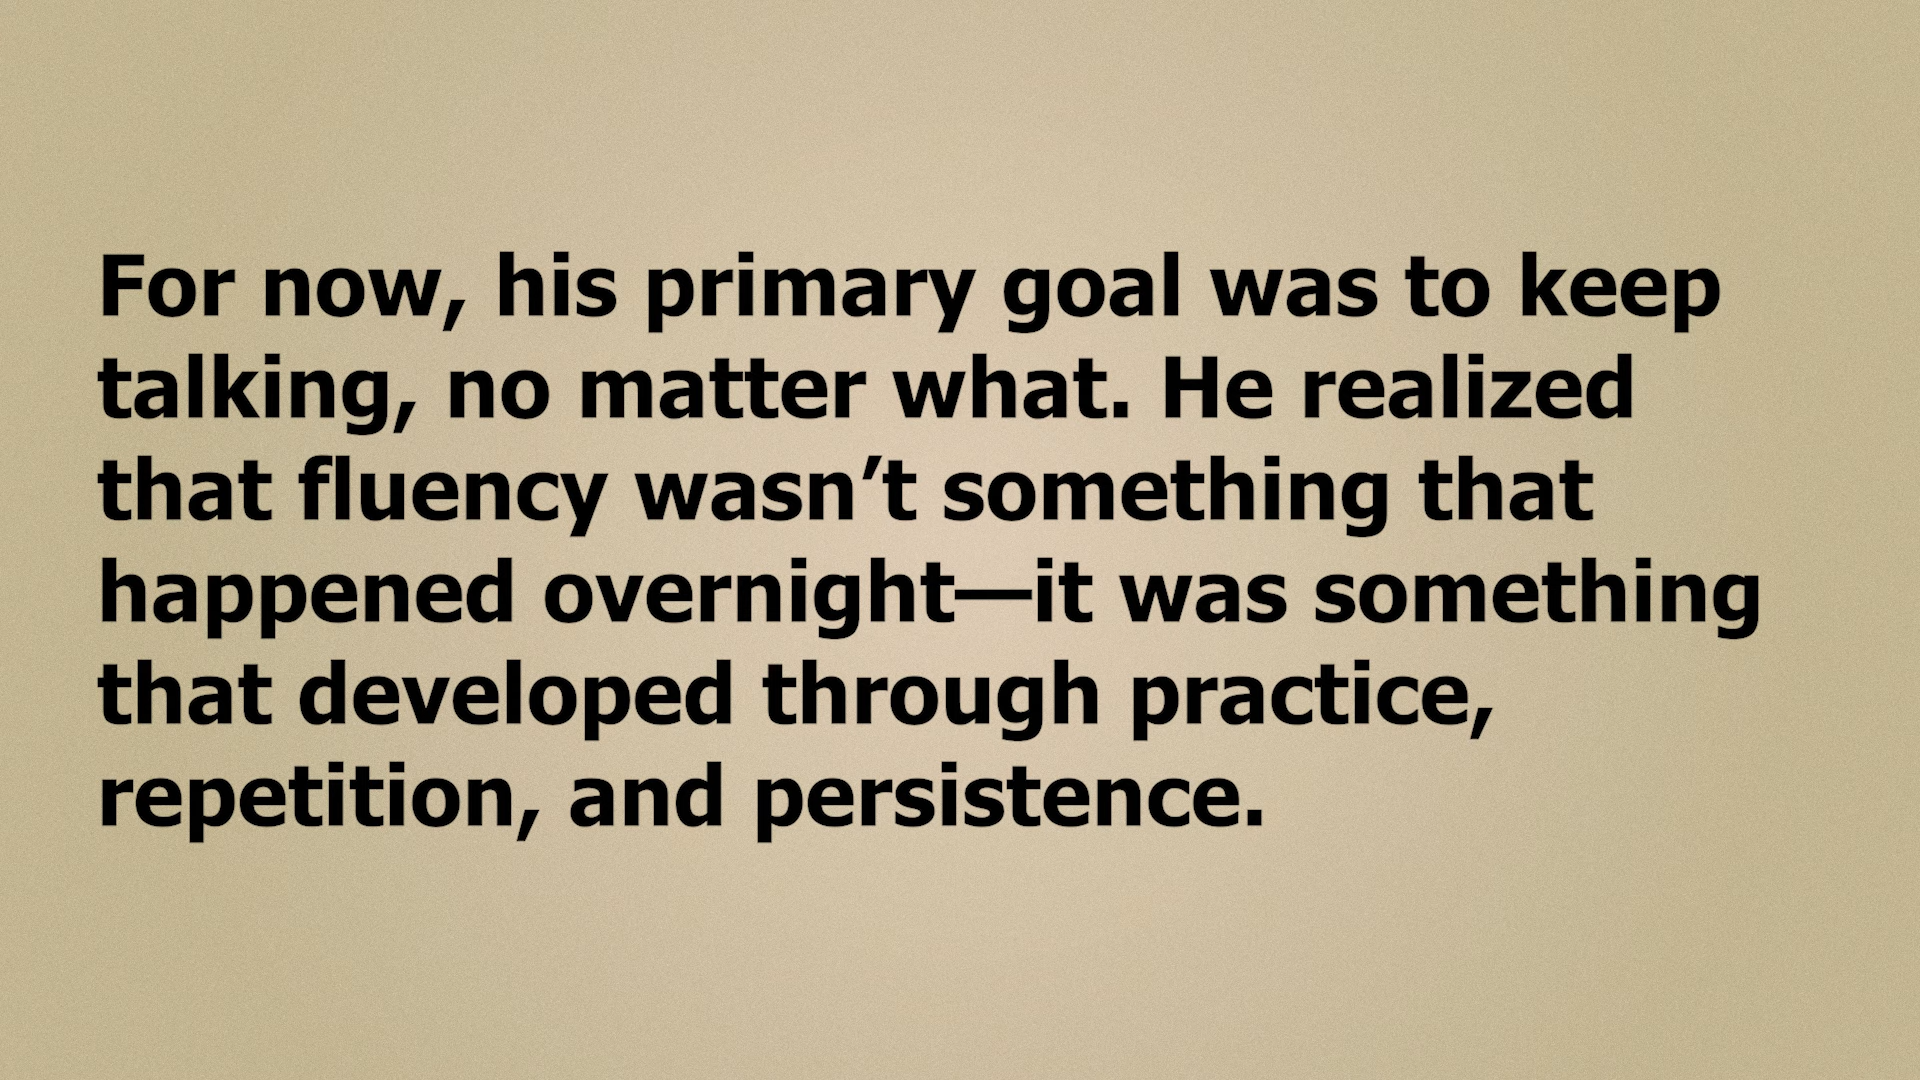 For now, his primary goal was to keep
talking, no matter what. He realized
that fluency wasn’t something that
happened overnight—it was something
that developed through practice,
repetition, and persistence.